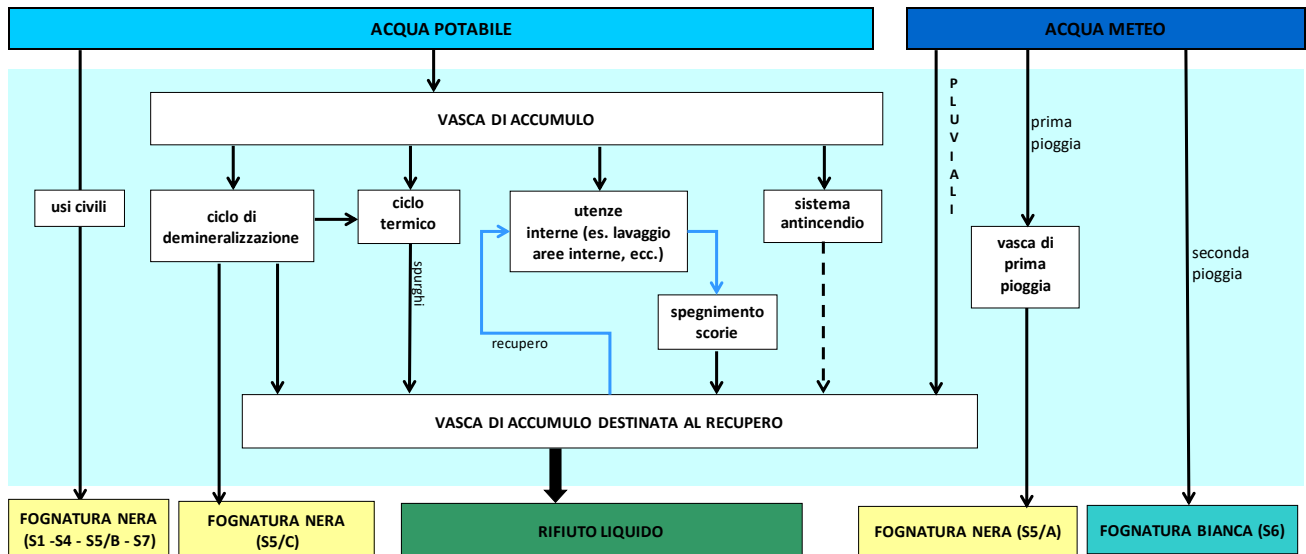 ACQUA POTABILE
ACQUA METEO
VASCA DI ACCUMULO
PLUVIALI
prima
pioggia
usi civili
ciclo di
demineralizzazione
ciclo
termico
utenze
interne (es. lavaggio
aree interne, ecc.)
sistema
antincendio
vasca di
prima
pioggia
seconda
pioggia
spurghi
spegnimento
scorie
recupero
VASCA DI ACCUMULO DESTINATA AL RECUPERO
FOGNATURA NERA
(S1 -S4 - S5/B - S7)
FOGNATURA NERA
(S5/C)
RIFIUTO LIQUIDO
FOGNATURA NERA (S5/A)
FOGNATURA BIANCA (S6)